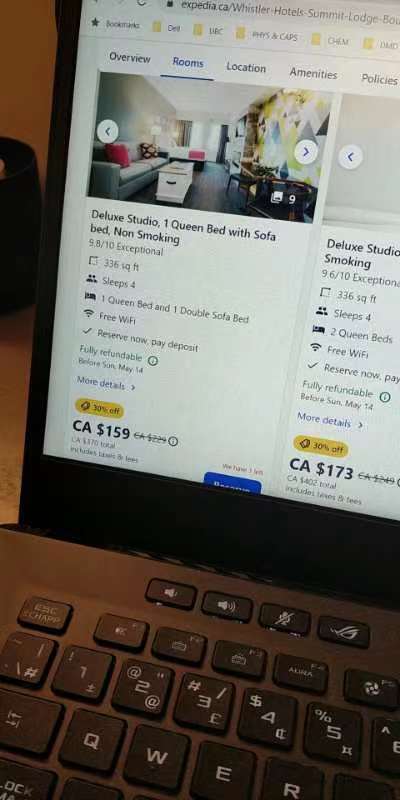 expedia.ca/Whistler-Hotels-Summit-Lodge-Bou
Bookmarks Dell UBC PHYS & CAPS CHEM DMD
Overview Rooms Location Amenities Policies
9
Deluxe Studio, 1 Queen Bed with Sofa
bed, Non Smoking
9.8/10 Exceptional
336 sq ft
Sleeps 4
1 Queen Bed and 1 Double Sofa Bed
Free WiFi
Reserve now, pay deposit
Fully refundable
Before Sun, May 14
More details
30% off
CA $159 CA $229
CA $370 total
includes taxes & fees
We have 1 left
Reserve
Deluxe Studio
Smoking
9.6/10 Exceptional
336 sq ft
Sleeps 4
2 Queen Beds
Free WiFi
Reserve now, pay
Fully refundable
Before Sun, May 14
More details
30% off
CA $173 CA $249
CA $402 total
includes taxes & fees
ESC
F1
F2
F3
AURA F4
| \ #
! 1 ±
@ " 2 @
# / 3 £
$ 4 ¢
% 5 ¤
6
Q W E R
LOCK
A